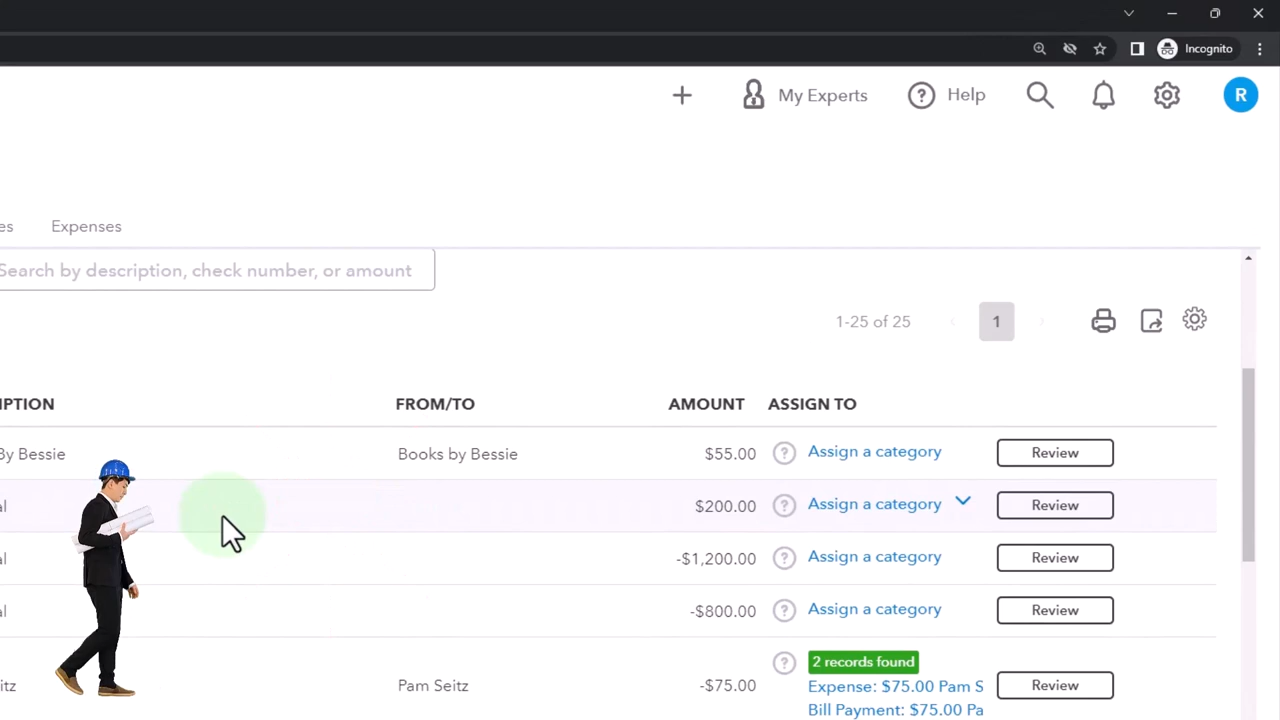 Incognito
My Experts Help R
es Expenses
Search by description, check number, or amount
1-25 of 25 1
IPTION FROM/TO AMOUNT ASSIGN TO
By Bessie Books by Bessie $55.00 ? Assign a category Review
al $200.00 ? Assign a category Review
al -$1,200.00 ? Assign a category Review
al -$800.00 ? Assign a category Review
2 records found
itz Pam Seitz -$75.00 ? Expense: $75.00 Pam S Review
Bill Payment: $75.00 Pa